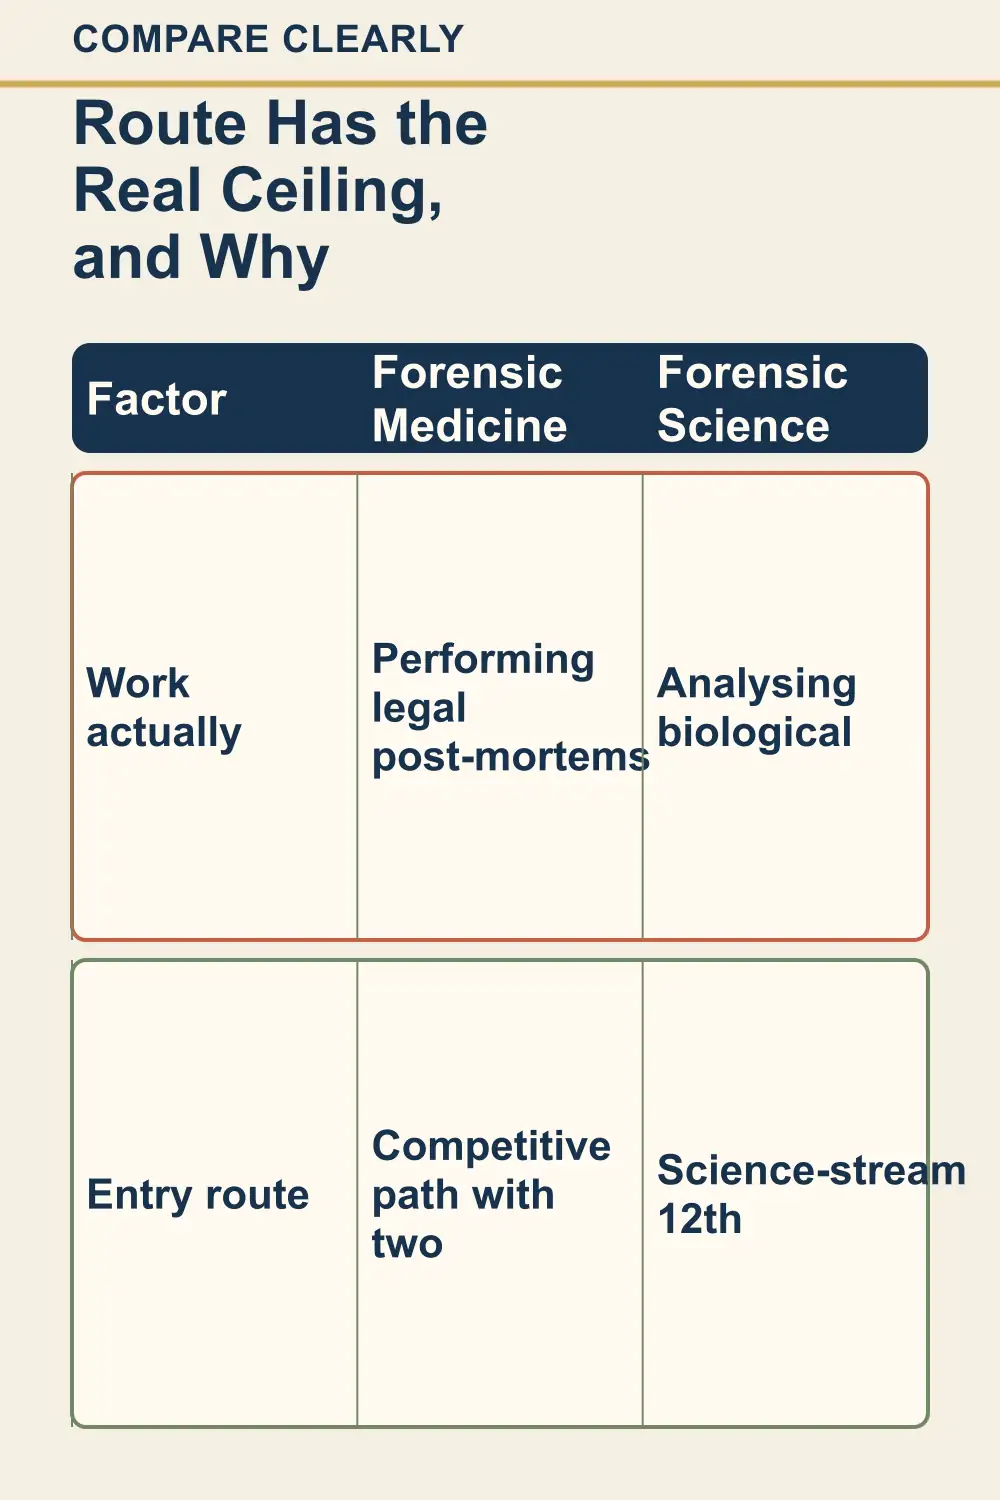 COMPARE CLEARLY
Route Has the
Real Ceiling,
and Why
Factor
Forensic
Medicine
Forensic
Science
Work
actually
Performing
legal
post-mortems
Analysing
biological
Entry route
Competitive
path with
two
Science-stream
12th